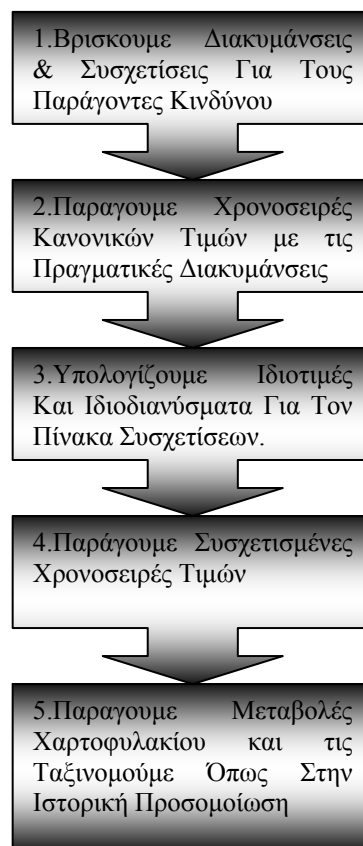 1.Βρισκουμε Διακυμάνσεις
& Συσχετίσεις Για Τους
Παράγοντες Κινδύνου
2.Παραγουμε Χρονοσειρές
Κανονικών Τιμών με τις
Πραγματικές Διακυμάνσεις
3.Υπολογίζουμε Ιδιοτιμές
Και Ιδιοδιανύσματα Για Τον
Πίνακα Συσχετίσεων.
4.Παράγουμε Συσχετισμένες
Χρονοσειρές Τιμών
5.Παραγουμε Μεταβολές
Χαρτοφυλακίου και τις
Ταξινομούμε Όπως Στην
Ιστορική Προσομοίωση